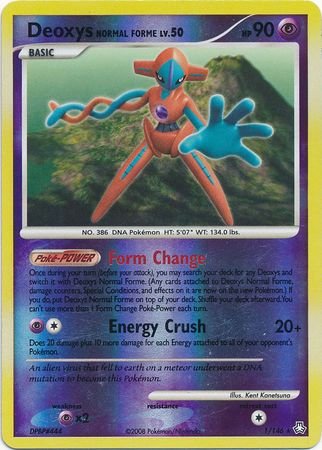 Deoxys NORMAL FORME LV.50 HP 90
BASIC
NO. 386 DNA Pokémon HT: 5'07" WT: 134.0 lbs.
Poké-POWER Form Change
Once during your turn (before your attack), you may search your deck for any Deoxys and
switch it with Deoxys Normal Forme. (Any cards attached to Deoxys Normal Forme, damage
counters, Special Conditions, and effects on it are now on the new Pokémon.) If
you do, put Deoxys Normal Forme on top of your deck. Shuffle your deck afterward. You can't
use more than 1 Form Change Poké-Power each turn.
Energy Crush 20+
Does 20 damage plus 10 more damage for each Energy attached to all of your opponent's
Pokémon.
An alien virus that fell to earth on a meteor underwent a DNA
mutation to become this Pokémon.
Illus. Kent Kanetsuna
weakness resistance retreat cost
×2
DPBP#444 ©2008 Pokémon/Nintendo 1/146 ★